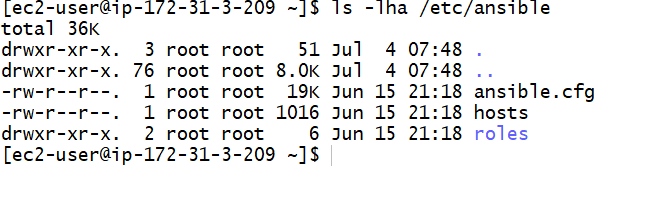 [ec2-user@ip-172-31-3-209 ~]$ ls -lha /etc/ansible
total 36K
drwxr-xr-x.  3 root root   51 Jul  4 07:48 .
drwxr-xr-x. 76 root root 8.0K Jul  4 07:48 ..
-rw-r--r--.  1 root root  19K Jun 15 21:18 ansible.cfg
-rw-r--r--.  1 root root 1016 Jun 15 21:18 hosts
drwxr-xr-x.  2 root root    6 Jun 15 21:18 roles
[ec2-user@ip-172-31-3-209 ~]$